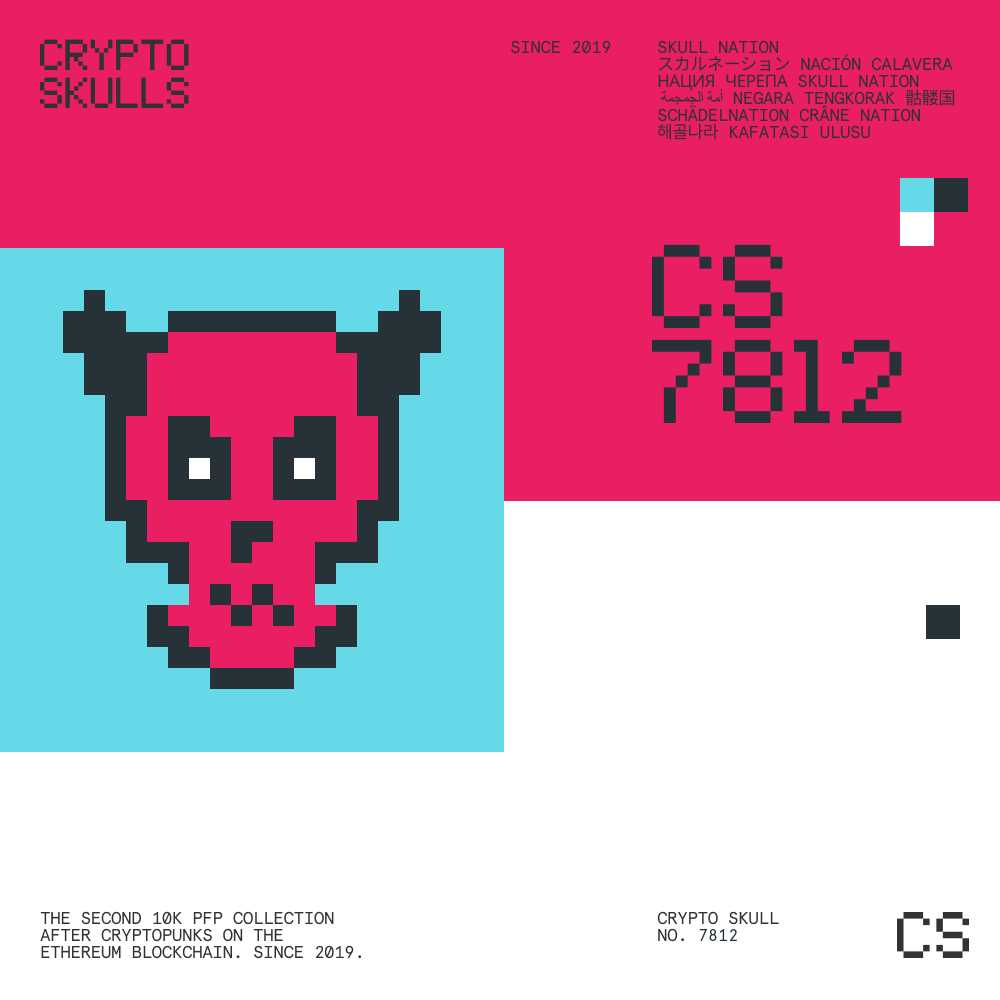 CRYPTO
SKULLS
SINCE 2019
SKULL NATION
スカルネーション NACIÓN CALAVERA
НАЦИЯ ЧЕРЕПА SKULL NATION
أمة الجمجمة NEGARA TENGKORAK 骷髅国
SCHÄDELNATION CRÂNE NATION
해골나라 KAFATASI ULUSU
CS
7812
THE SECOND 10K PFP COLLECTION
AFTER CRYPTOPUNKS ON THE
ETHEREUM BLOCKCHAIN. SINCE 2019.
CRYPTO SKULL
NO. 7812
CS